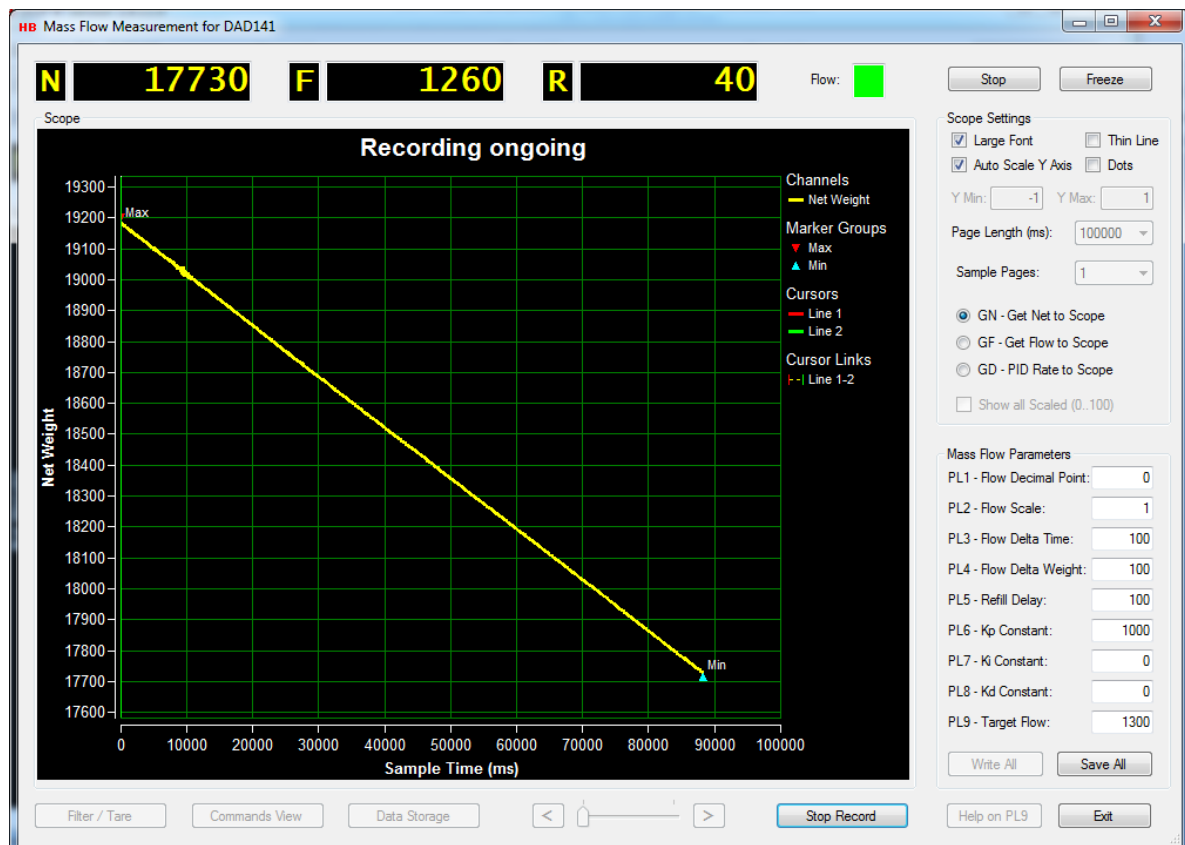 HB Mass Flow Measurement for DAD141
N 17730 F 1260 R 40 Flow: Stop Freeze
Scope
Recording ongoing
19300
19200
19100
19000
18900
18800
18700
18600
18500
18400
18300
18200
18100
18000
17900
17800
17700
17600
Net Weight
Max
Min
0 10000 20000 30000 40000 50000 60000 70000 80000 90000 100000
Sample Time (ms)
Channels
Net Weight
Marker Groups
Max
Min
Cursors
Line 1
Line 2
Cursor Links
Line 1-2
Scope Settings
Large Font Thin Line
Auto Scale Y Axis Dots
Y Min: -1 Y Max: 1
Page Length (ms): 100000
Sample Pages: 1
GN - Get Net to Scope
GF - Get Flow to Scope
GD - PID Rate to Scope
Show all Scaled (0..100)
Mass Flow Parameters
PL1 - Flow Decimal Point: 0
PL2 - Flow Scale: 1
PL3 - Flow Delta Time: 100
PL4 - Flow Delta Weight: 100
PL5 - Refill Delay: 100
PL6 - Kp Constant: 1000
PL7 - Ki Constant: 0
PL8 - Kd Constant: 0
PL9 - Target Flow: 1300
Write All Save All
Filter / Tare Commands View Data Storage < > Stop Record Help on PL9 Exit